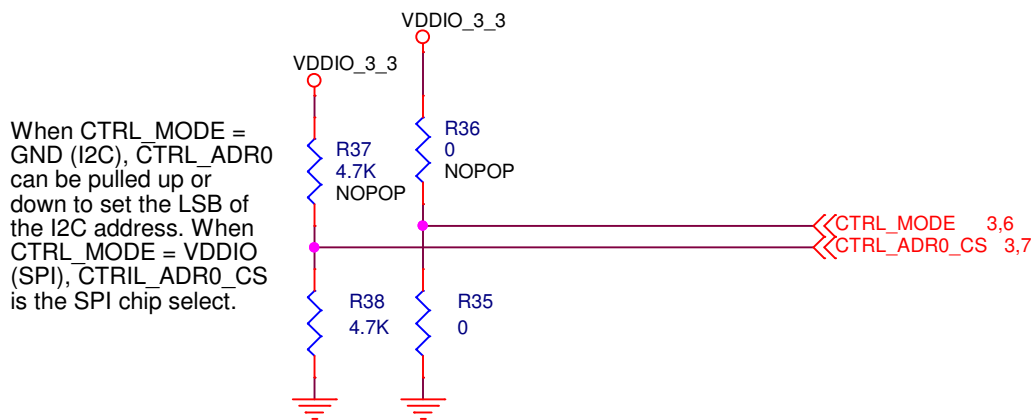 VDDIO_3_3
VDDIO_3_3
When CTRL_MODE =
GND (I2C), CTRL_ADR0
can be pulled up or
down to set the LSB of
the I2C address. When
CTRL_MODE = VDDIO
(SPI), CTRIL_ADR0_CS
is the SPI chip select.
R37
4.7K
NOPOP
R36
0
NOPOP
CTRL_MODE 3,6
CTRL_ADR0_CS 3,7
R38
4.7K
R35
0